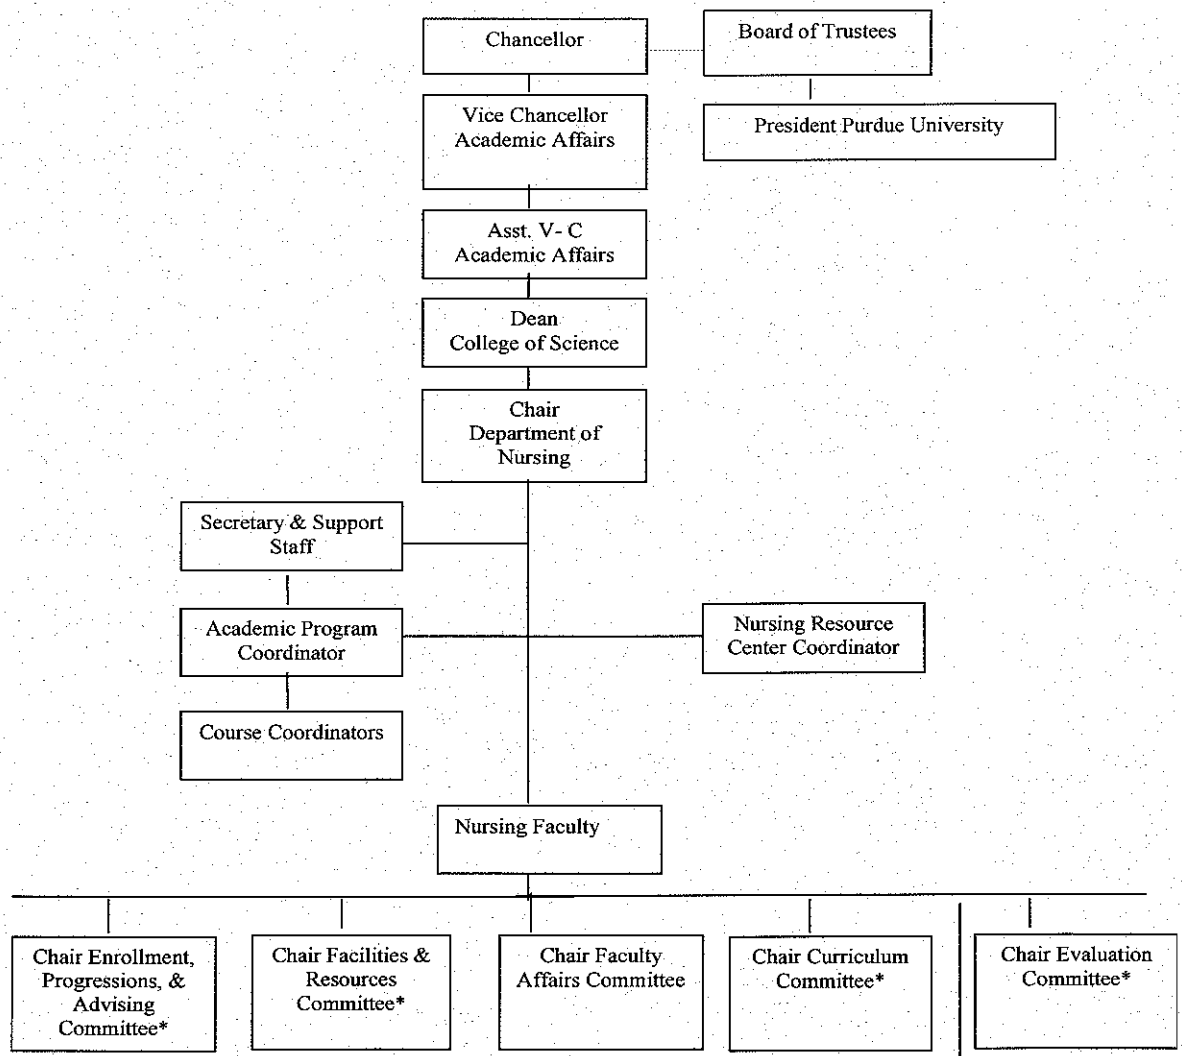 Chancellor
Board of Trustees
Vice Chancellor
Academic Affairs
President Purdue University
Asst. V- C
Academic Affairs
Dean
College of Science
Chair
Department of
Nursing
Secretary & Support
Staff
Academic Program
Coordinator
Nursing Resource
Center Coordinator
Course Coordinators
Nursing Faculty
Chair Enrollment,
Progressions, &
Advising
Committee*
Chair Facilities &
Resources
Committee*
Chair Faculty
Affairs Committee
Chair Curriculum
Committee*
Chair Evaluation
Committee*